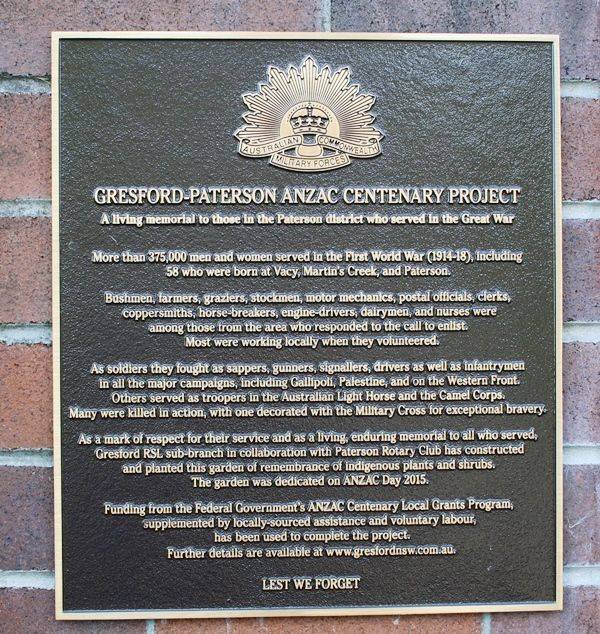 AUSTRALIAN COMMONWEALTH
MILITARY FORCES
GRESFORD-PATERSON ANZAC CENTENARY PROJECT
A living memorial to those in the Paterson district who served in the Great War
More than 375,000 men and women served in the First World War (1914-18), including
58 who were born at Vacy, Martin's Creek, and Paterson.
Bushmen, farmers, graziers, stockmen, motor mechanics, postal officials, clerks,
coppersmiths, horse-breakers, engine-drivers, dairymen, and nurses were
among those from the area who responded to the call to enlist.
Most were working locally when they volunteered.
As soldiers they fought as sappers, gunners, signallers, drivers as well as infantrymen
in all the major campaigns, including Gallipoli, Palestine, and on the Western Front.
Others served as troopers in the Australian Light Horse and the Camel Corps.
Many were killed in action, with one decorated with the Military Cross for exceptional bravery.
As a mark of respect for their service and as a living, enduring memorial to all who served,
Gresford RSL sub-branch in collaboration with Paterson Rotary Club has constructed
and planted this garden of remembrance of indigenous plants and shrubs.
The garden was dedicated on ANZAC Day 2015.
Funding from the Federal Government's ANZAC Centenary Local Grants Program,
supplemented by locally-sourced assistance and voluntary labour,
has been used to complete the project.
Further details are available at www.gresfordnsw.com.au.
LEST WE FORGET